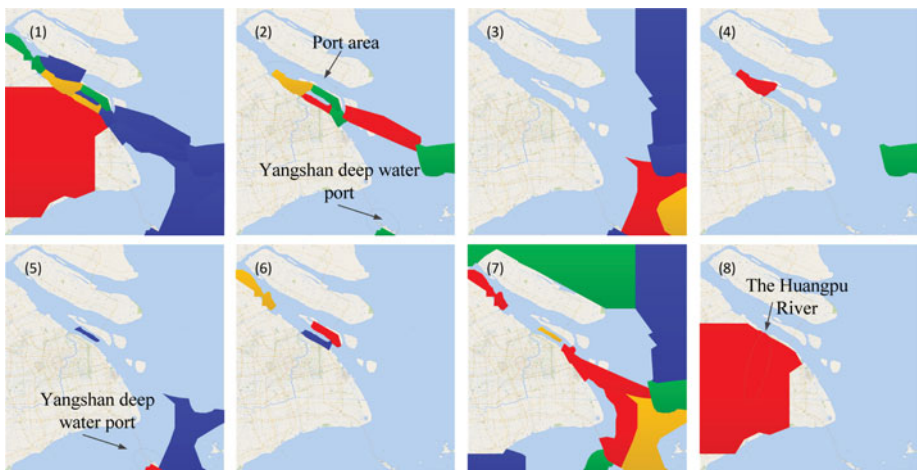 (1)
(2)
Port area
Yangshan deep water
port
(3)
(4)
(5)
Yangshan deep
water port
(6)
(7)
(8)
The Huangpu
River